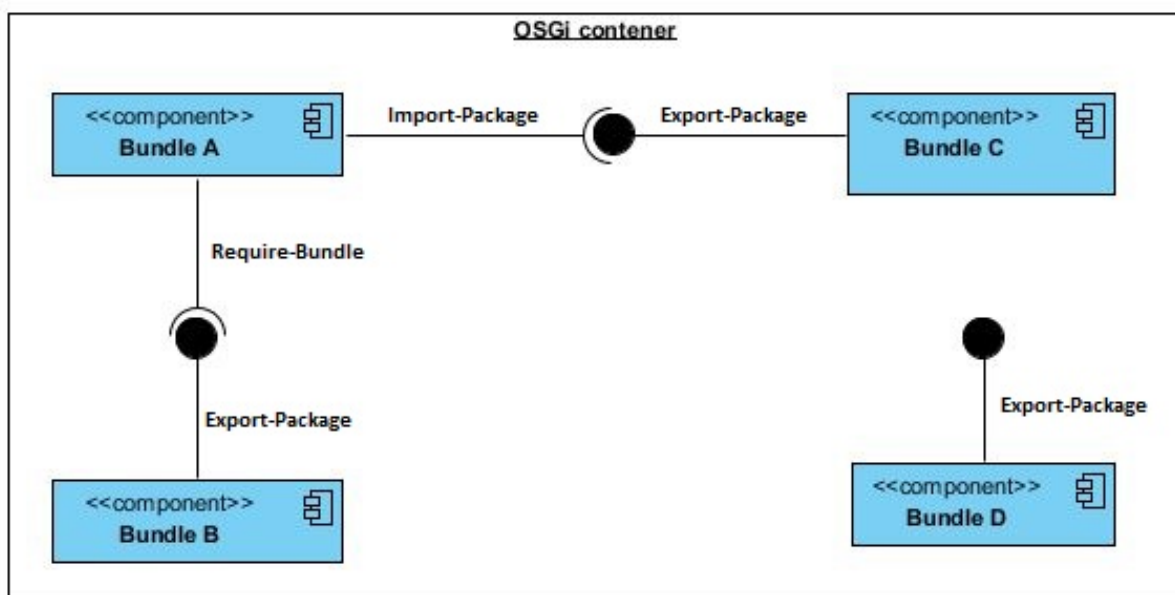 OSGi contener
<<component>>
Bundle A
Import-Package
Export-Package
<<component>>
Bundle C
Require-Bundle
Export-Package
Export-Package
<<component>>
Bundle B
<<component>>
Bundle D